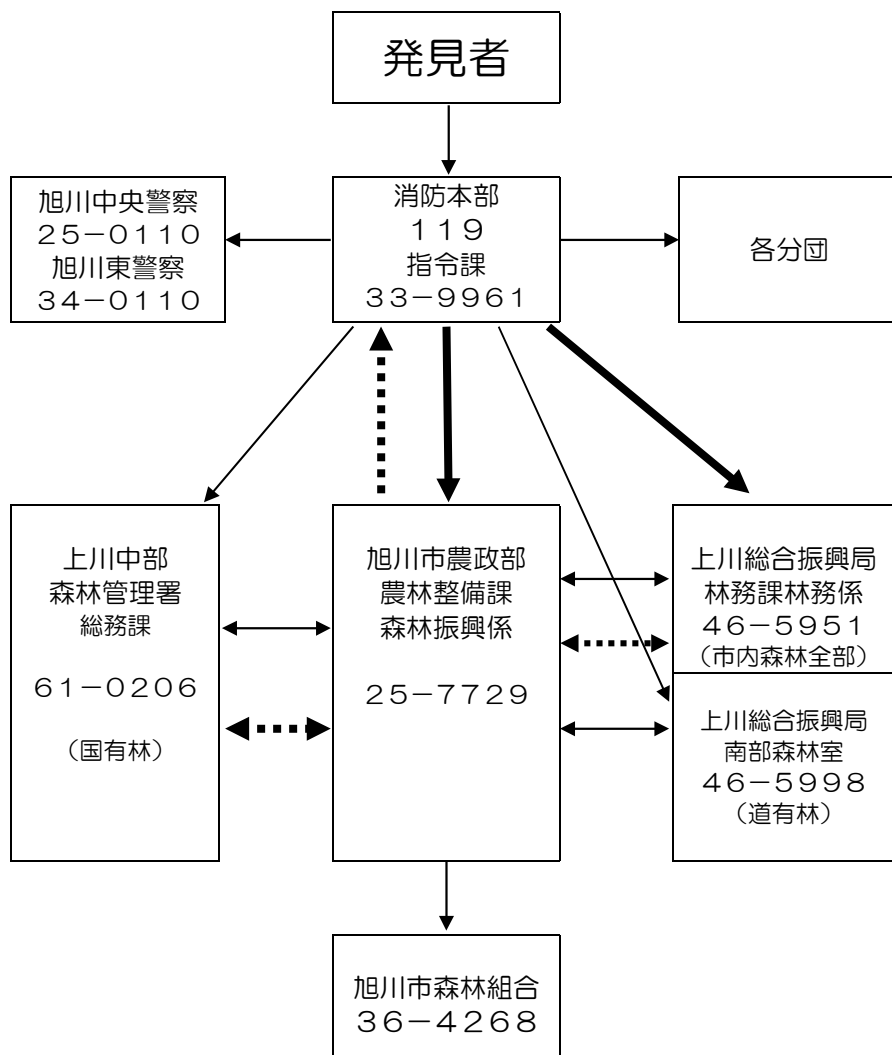 発見者
旭川中央警察
２５－０１１０
旭川東警察
３４－０１１０
消防本部
１１９
指令課
３３－９９６１
各分団
上川中部
森林管理署
総務課
６１－０２０６
（国有林）
旭川市農政部
農林整備課
森林振興係
２５－７７２９
上川総合振興局
林務課林務係
４６－５９５１
（市内森林全部）
上川総合振興局
南部森林室
４６－５９９８
（道有林）
旭川市森林組合
３６－４２６８